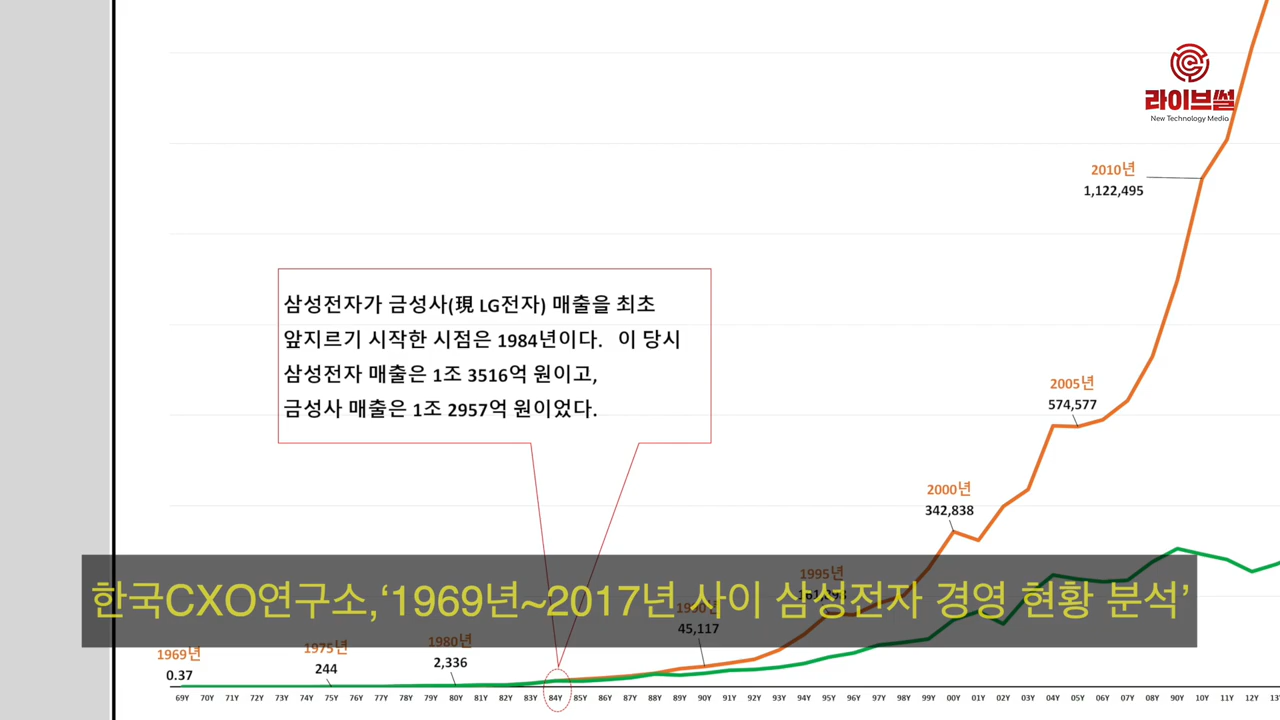 라이브썰
New Technology Media
2010년
1,122,495
삼성전자가 금성사(現 LG전자) 매출을 최초
앞지르기 시작한 시점은 1984년이다. 이 당시
삼성전자 매출은 1조 3516억 원이고,
금성사 매출은 1조 2957억 원이었다.
2005년
574,577
2000년
342,838
1995년
한국CXO연구소,‘1969년~2017년 사이 삼성전자 경영 현황 분석’
1990년
45,117
1980년
2,336
1975년
244
1969년
0.37
69Y 70Y 71Y 72Y 73Y 74Y 75Y 76Y 77Y 78Y 79Y 80Y 81Y 82Y 83Y 84Y 85Y 86Y 87Y 88Y 89Y 90Y 91Y 92Y 93Y 94Y 95Y 96Y 97Y 98Y 99Y 00Y 01Y 02Y 03Y 04Y 05Y 06Y 07Y 08Y 90Y 10Y 11Y 12Y